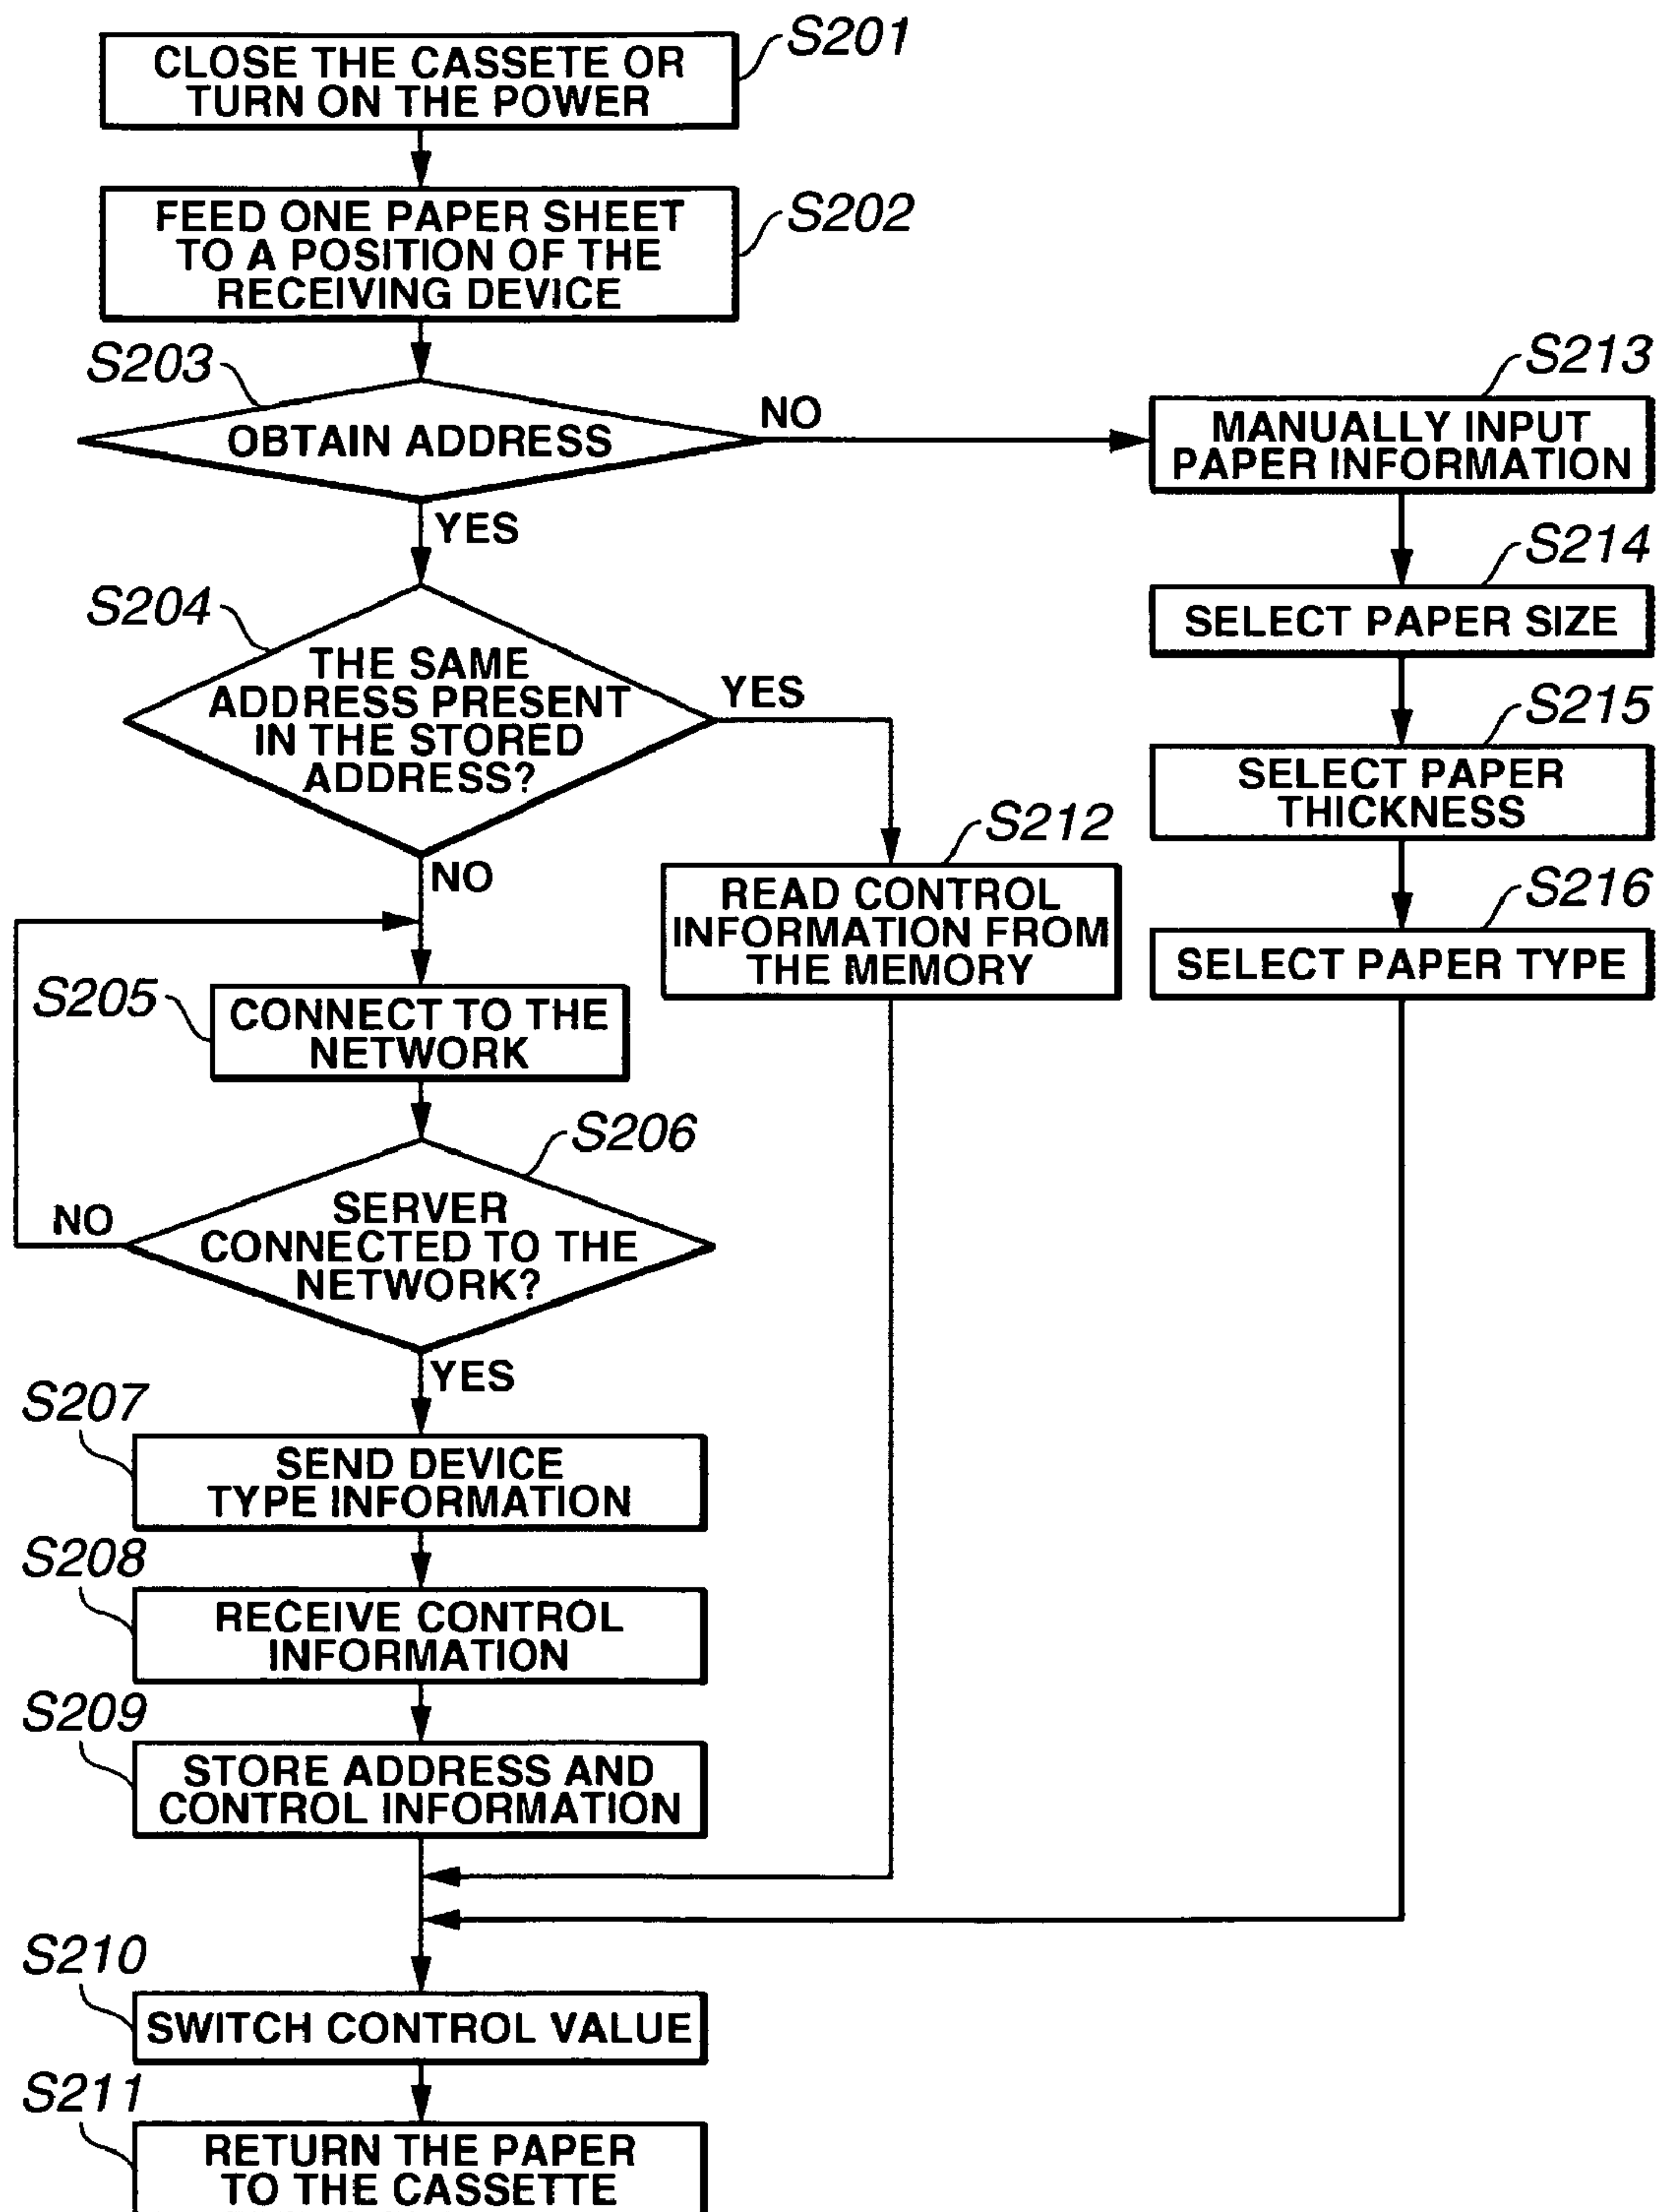 S201
CLOSE THE CASSETE OR
TURN ON THE POWER
S202
FEED ONE PAPER SHEET
TO A POSITION OF THE
RECEIVING DEVICE
S203
OBTAIN ADDRESS
NO
YES
S213
MANUALLY INPUT
PAPER INFORMATION
S214
SELECT PAPER SIZE
S215
SELECT PAPER
THICKNESS
S216
SELECT PAPER TYPE
S204
THE SAME
ADDRESS PRESENT
IN THE STORED
ADDRESS?
YES
NO
S212
READ CONTROL
INFORMATION FROM
THE MEMORY
S205
CONNECT TO THE
NETWORK
S206
SERVER
CONNECTED TO THE
NETWORK?
NO
YES
S207
SEND DEVICE
TYPE INFORMATION
S208
RECEIVE CONTROL
INFORMATION
S209
STORE ADDRESS AND
CONTROL INFORMATION
S210
SWITCH CONTROL VALUE
S211
RETURN THE PAPER
TO THE CASSETTE